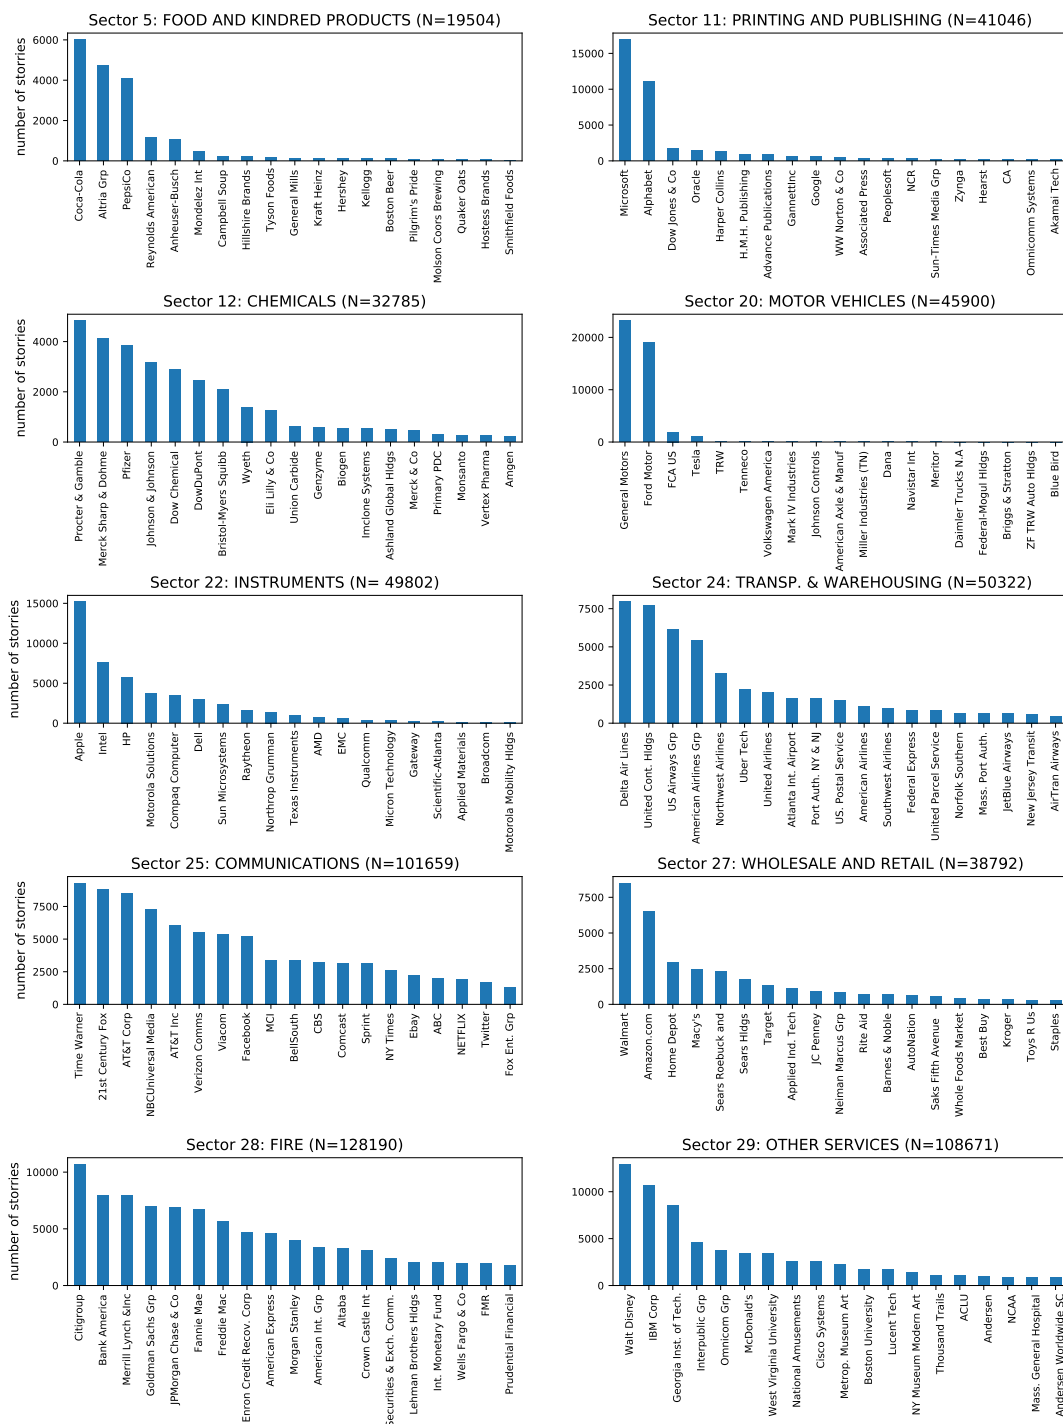 Sector 5: FOOD AND KINDRED PRODUCTS (N=19504)
number of storries
6000
4000
2000
0
Coca-Cola
Altria Grp
PepsiCo
Reynolds American
Anheuser-Busch
Mondelez Int
Campbell Soup
Hillshire Brands
Tyson Foods
General Mills
Kraft Heinz
Hershey
Kellogg
Boston Beer
Pilgrim's Pride
Molson Coors Brewing
Quaker Oats
Hostess Brands
Smithfield Foods
Sector 11: PRINTING AND PUBLISHING (N=41046)
15000
10000
5000
0
Microsoft
Alphabet
Dow Jones & Co
Oracle
Harper Collins
H.M.H. Publishing
Advance Publications
GannettInc
Google
WW Norton & Co
Associated Press
Peoplesoft
NCR
Sun-Times Media Grp
Zynga
Hearst
CA
Omnicomm Systems
Akamai Tech
Sector 12: CHEMICALS (N=32785)
number of storries
4000
2000
0
Procter & Gamble
Merck Sharp & Dohme
Pfizer
Johnson & Johnson
Dow Chemical
DowDuPont
Bristol-Myers Squibb
Wyeth
Eli Lilly & Co
Union Carbide
Genzyme
Biogen
Imclone Systems
Ashland Global Hldgs
Merck & Co
Primary PDC
Monsanto
Vertex Pharma
Amgen
Sector 20: MOTOR VEHICLES (N=45900)
20000
10000
0
General Motors
Ford Motor
FCA US
Tesla
TRW
Tenneco
Volkswagen America
Mark IV Industries
Johnson Controls
American Axle & Manuf
Miller Industries (TN)
Dana
Navistar Int
Meritor
Daimler Trucks N.A
Federal-Mogul Hldgs
Briggs & Stratton
ZF TRW Auto Hldgs
Blue Bird
Sector 22: INSTRUMENTS (N= 49802)
number of storries
15000
10000
5000
0
Apple
Intel
HP
Motorola Solutions
Compaq Computer
Dell
Sun Microsystems
Raytheon
Northrop Grumman
Texas Instruments
AMD
EMC
Qualcomm
Micron Technology
Gateway
Scientific-Atlanta
Applied Materials
Broadcom
Motorola Mobility Hldgs
Sector 24: TRANSP. & WAREHOUSING (N=50322)
7500
5000
2500
0
Delta Air Lines
United Cont. Hldgs
US Airways Grp
American Airlines Grp
Northwest Airlines
Uber Tech
United Airlines
Atlanta Int. Airport
Port Auth. NY & NJ
US. Postal Service
American Airlines
Southwest Airlines
Federal Express
United Parcel Service
Norfolk Southern
Mass. Port Auth.
JetBlue Airways
New Jersey Transit
AirTran Airways
Sector 25: COMMUNICATIONS (N=101659)
number of storries
7500
5000
2500
0
Time Warner
21st Century Fox
AT&T Corp
NBCUniversal Media
AT&T Inc
Verizon Comms
Viacom
Facebook
MCI
BellSouth
CBS
Comcast
Sprint
NY Times
Ebay
ABC
NETFLIX
Twitter
Fox Ent. Grp
Sector 27: WHOLESALE AND RETAIL (N=38792)
7500
5000
2500
0
Walmart
Amazon.com
Home Depot
Macy's
Sears Roebuck and
Sears Hldgs
Target
Applied Ind. Tech
JC Penney
Neiman Marcus Grp
Rite Aid
Barnes & Noble
AutoNation
Saks Fifth Avenue
Whole Foods Market
Best Buy
Kroger
Toys R Us
Staples
Sector 28: FIRE (N=128190)
number of storries
10000
5000
0
Citigroup
Bank America
Merrill Lynch &Inc
Goldman Sachs Grp
JPMorgan Chase & Co
Fannie Mae
Freddie Mac
Enron Credit Recov. Corp
American Express
Morgan Stanley
American Int. Grp
Altaba
Crown Castle Int
Securities & Exch. Comm.
Lehman Brothers Hldgs
Int. Monetary Fund
Wells Fargo & Co
FMR
Prudential Financial
Sector 29: OTHER SERVICES (N=108671)
10000
5000
0
Walt Disney
IBM Corp
Georgia Inst. of Tech.
Interpublic Grp
Omnicom Grp
McDonald's
West Virginia University
National Amusements
Cisco Systems
Metrop. Museum Art
Boston University
Lucent Tech
NY Museum Modern Art
Thousand Trails
ACLU
Andersen
NCAA
Mass. General Hospital
Andersen Worldwide SC